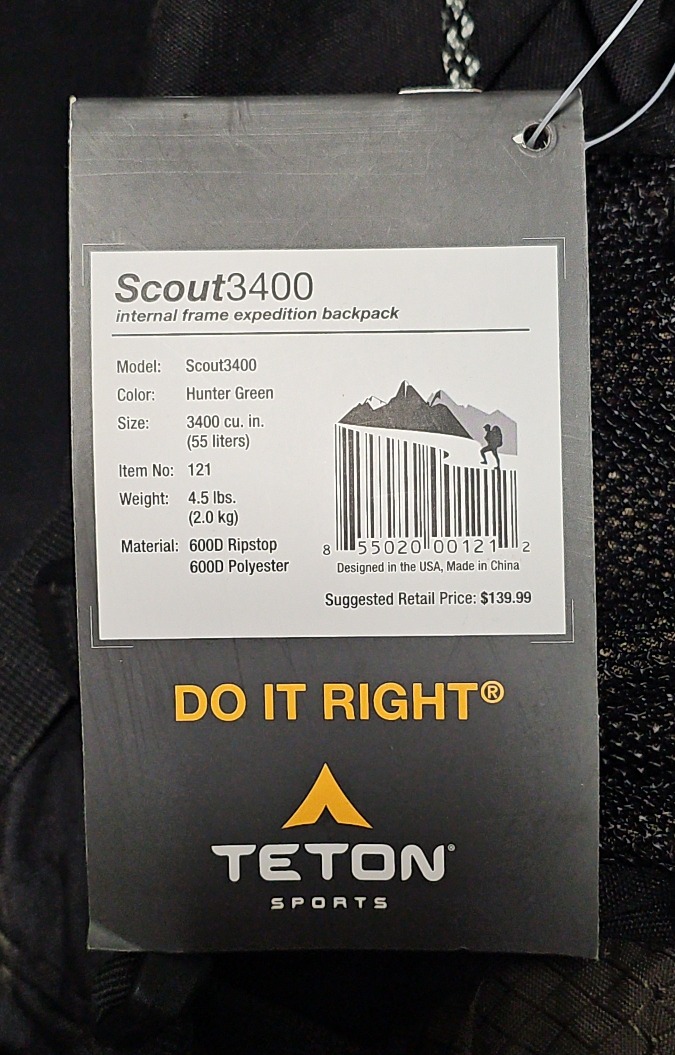 Scout3400
internal frame expedition backpack
Model: Scout3400
Color: Hunter Green
Size: 3400 cu. in.
(55 liters)
Item No: 121
Weight: 4.5 lbs.
(2.0 kg)
Material: 600D Ripstop
600D Polyester
8 55020 00121 2
Designed in the USA, Made in China
Suggested Retail Price: $139.99
DO IT RIGHT®
TETON®
SPORTS